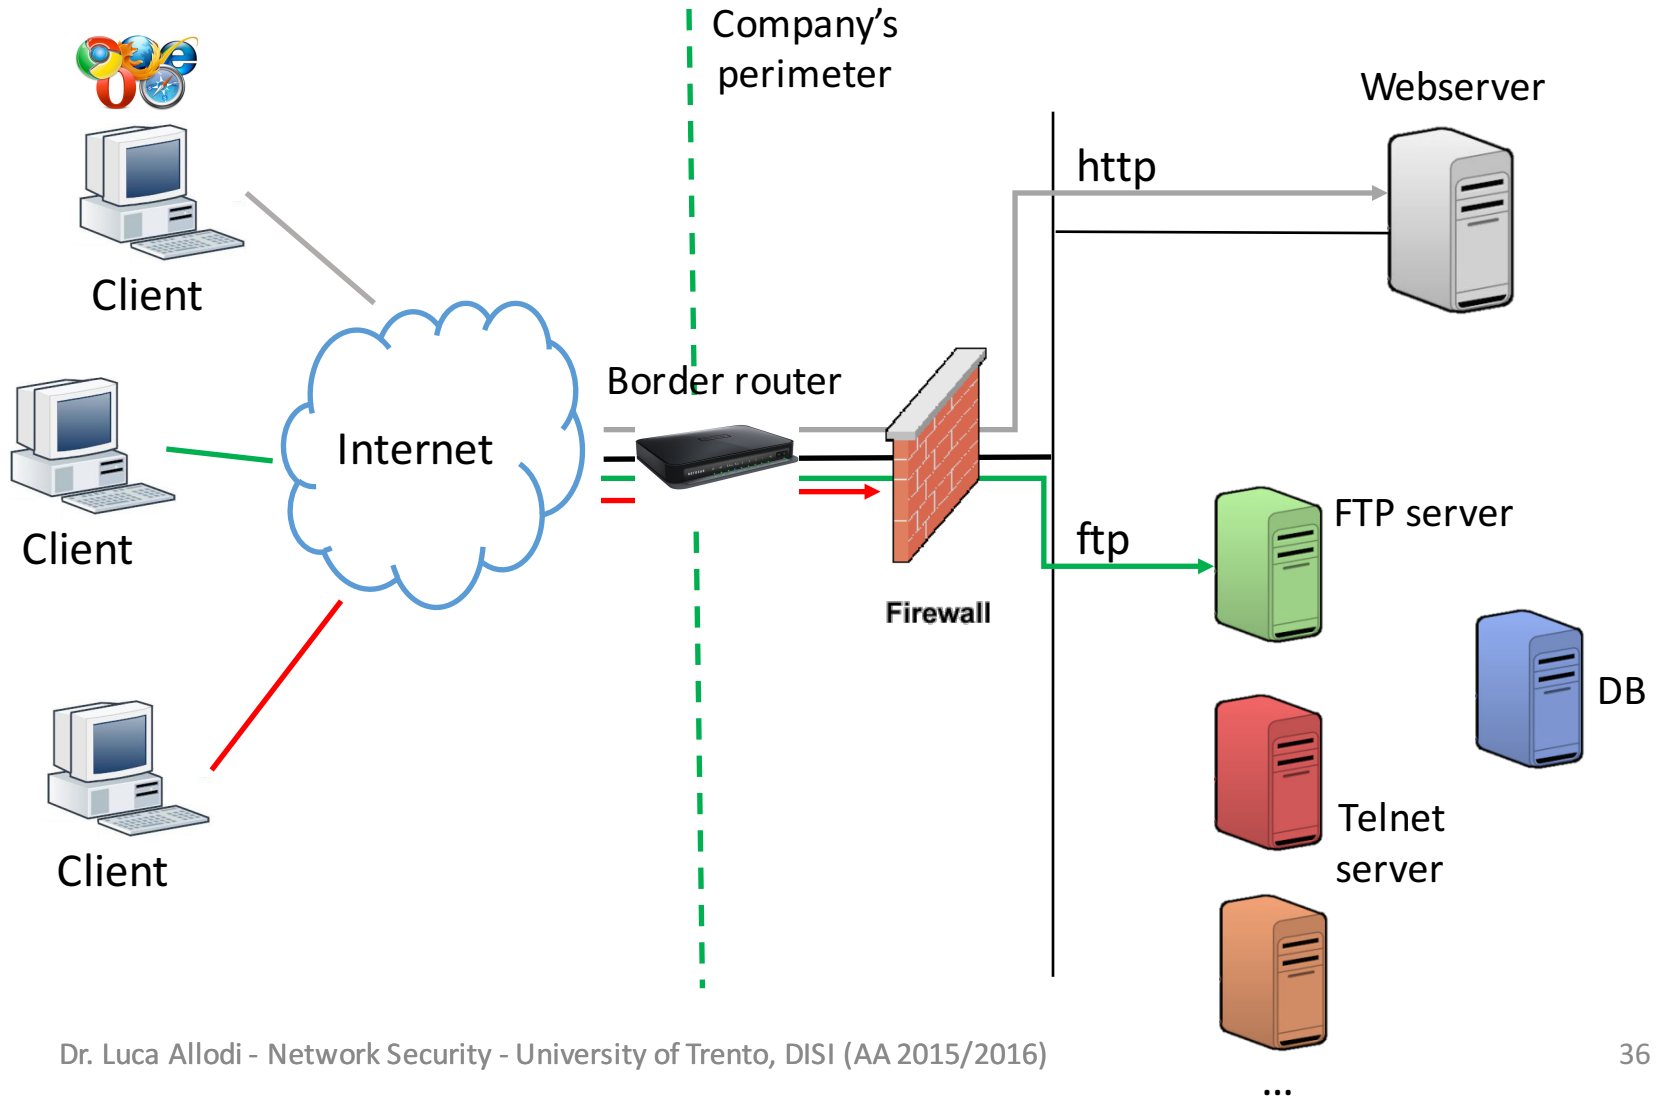 Company's
perimeter
Webserver
http
Client
Border router
Internet
FTP server
ftp
Client
Firewall
DB
Telnet
server
Client
Dr. Luca Allodi - Network Security - University of Trento, DISI (AA 2015/2016)
36
...